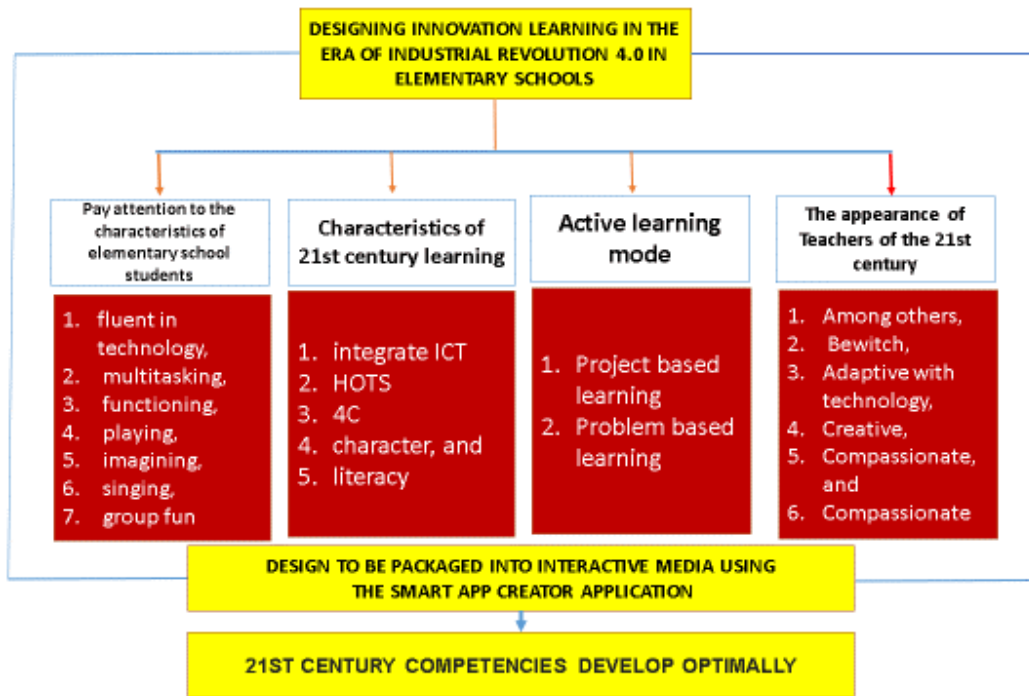 DESIGNING INNOVATION LEARNING IN THE
ERA OF INDUSTRIAL REVOLUTION 4.0 IN
ELEMENTARY SCHOOLS
Pay attention to the
characteristics of
elementary school
students
1. fluent in
technology,
2. multitasking,
3. functioning,
4. playing,
5. imagining,
6. singing,
7. group fun
Characteristics of
21st century learning
1. integrate ICT
2. HOTS
3. 4C
4. character, and
5. literacy
Active learning
mode
1. Project based
learning
2. Problem based
learning
The appearance of
Teachers of the 21st
century
1. Among others,
2. Bewitch,
3. Adaptive with
technology,
4. Creative,
5. Compassionate,
and
6. Compassionate
DESIGN TO BE PACKAGED INTO INTERACTIVE MEDIA USING
THE SMART APP CREATOR APPLICATION
21ST CENTURY COMPETENCIES DEVELOP OPTIMALLY